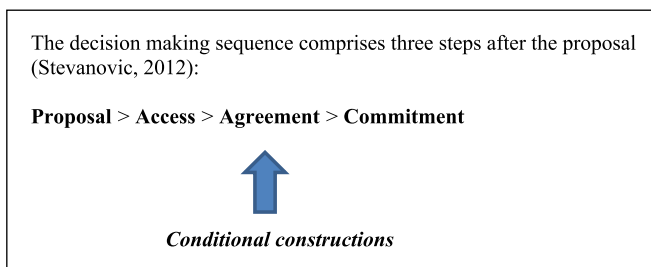 The decision making sequence comprises three steps after the proposal
(Stevanovic, 2012):
Proposal > Access > Agreement > Commitment
Conditional constructions